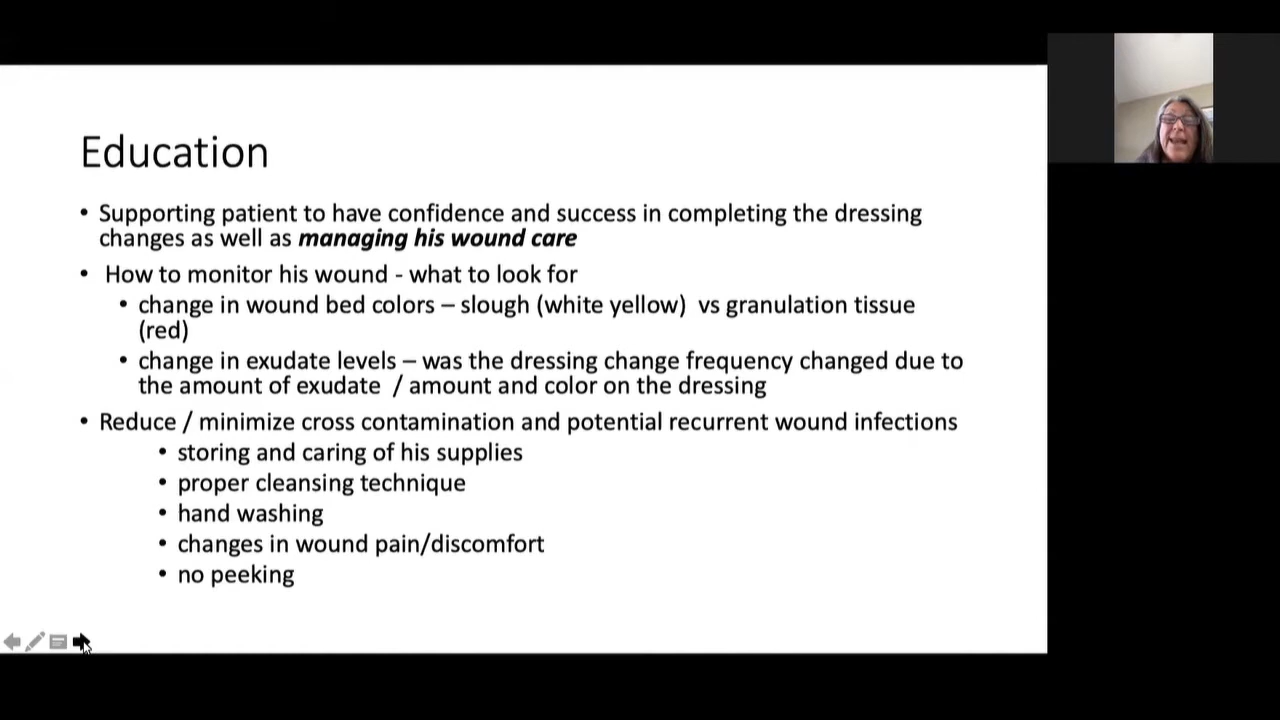 Education
• Supporting patient to have confidence and success in completing the dressing
changes as well as managing his wound care
• How to monitor his wound - what to look for
• change in wound bed colors – slough (white yellow) vs granulation tissue
(red)
• change in exudate levels – was the dressing change frequency changed due to
the amount of exudate / amount and color on the dressing
• Reduce / minimize cross contamination and potential recurrent wound infections
• storing and caring of his supplies
• proper cleansing technique
• hand washing
• changes in wound pain/discomfort
• no peeking